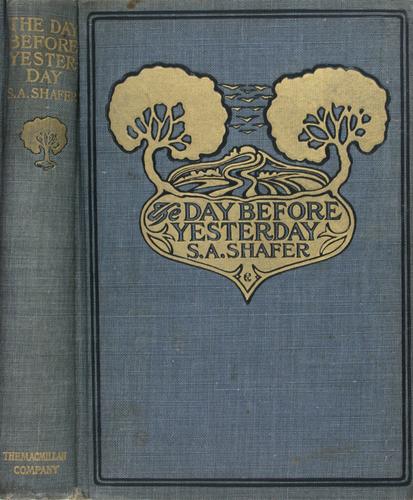 THE DAY
BEFORE
YESTER-
DAY
S.A. SHAFER
THE MACMILLAN
COMPANY
The DAY BEFORE
YESTERDAY
S.A. SHAFER